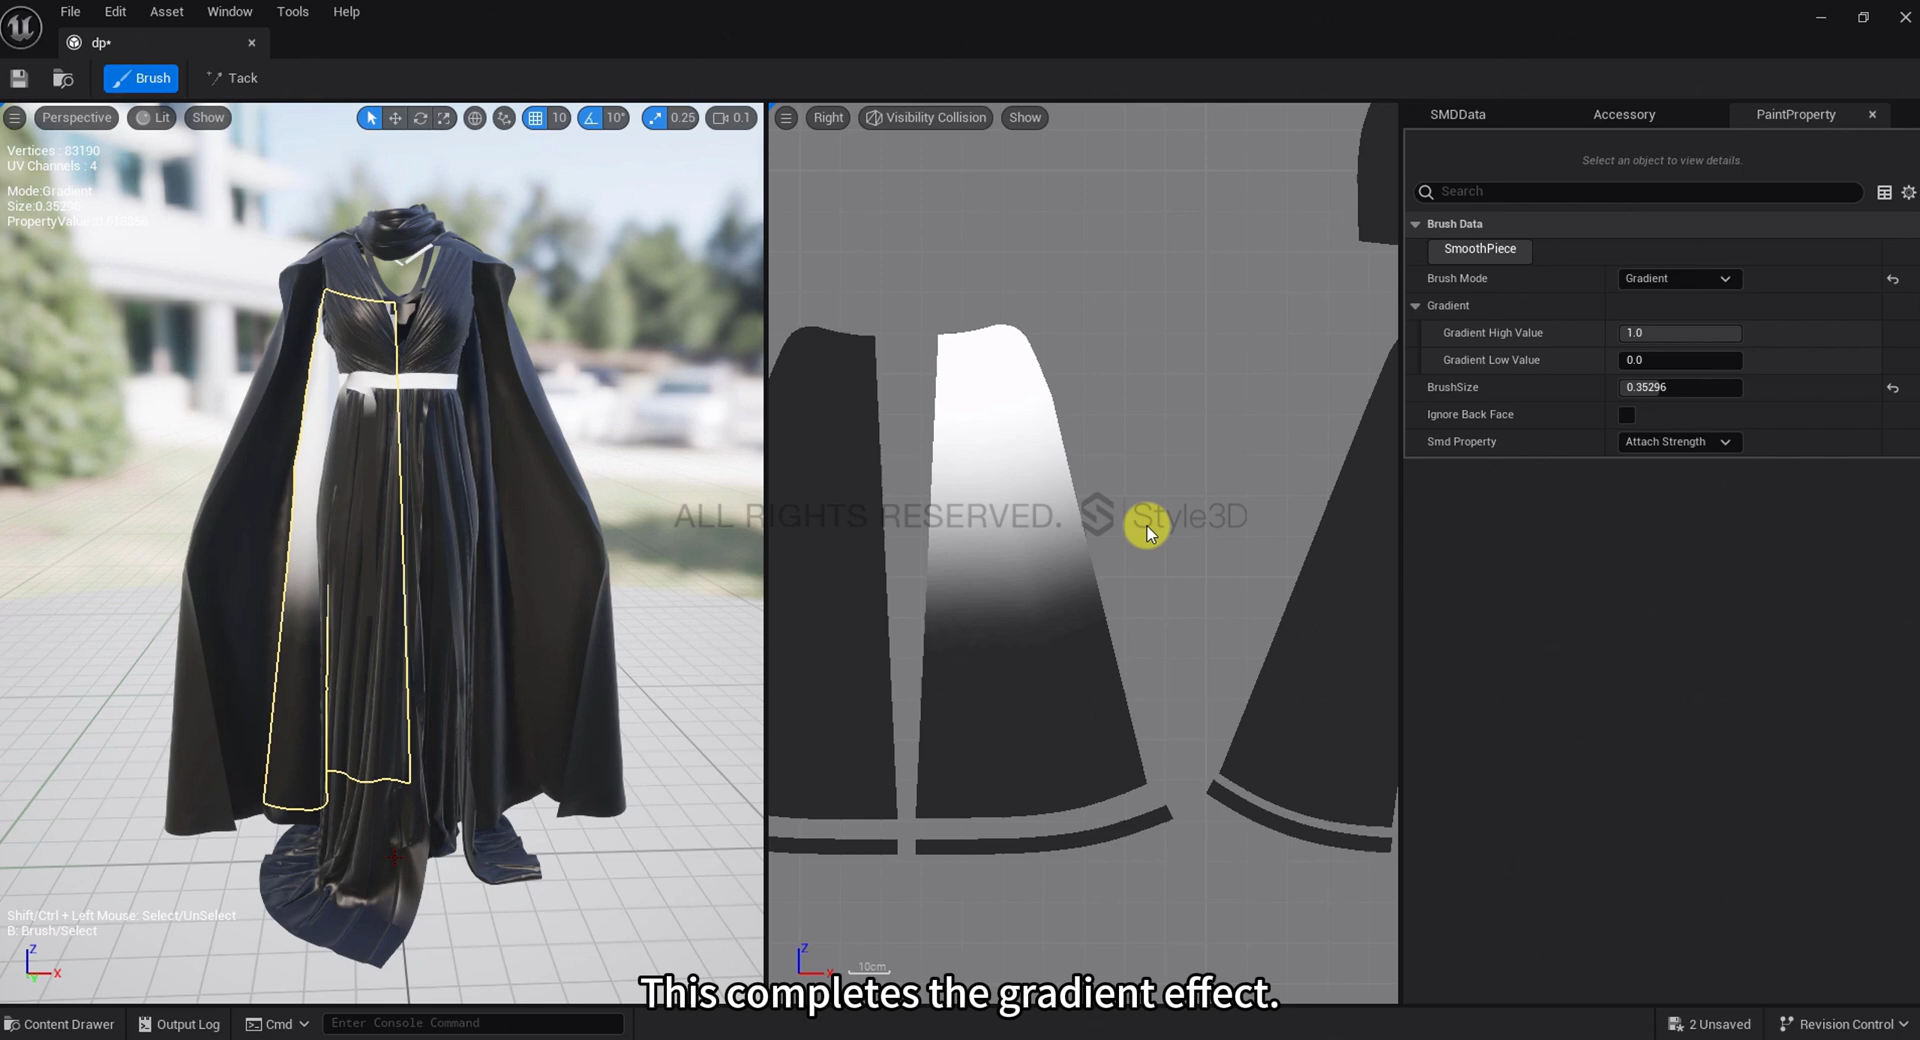 File Edit Asset Window Tools Help
dp*
Brush Tack
Perspective Lit Show 10 10° 0.25 0.1
Right Visibility Collision Show
SMDData Accessory PaintProperty
Vertices : 83190
UV Channels : 4
Mode:Gradient
Select an object to view details.
Search
Brush Data
SmoothPiece
Brush Mode Gradient
Gradient
Gradient High Value 1.0
Gradient Low Value 0.0
BrushSize 0.35296
Ignore Back Face
Smd Property Attach Strength
ALL RIGHTS RESERVED. Style3D
Shift/Ctrl + Left Mouse: Select/UnSelect
B: Brush/Select
Z
X
Z
10cm
This completes the gradient effect.
Content Drawer Output Log Cmd Enter Console Command 2 Unsaved Revision Control